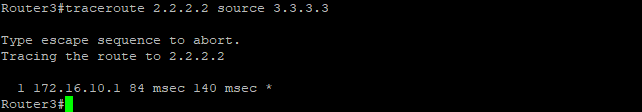 Router3#traceroute 2.2.2.2 source 3.3.3.3
Type escape sequence to abort.
Tracing the route to 2.2.2.2
1 172.16.10.1 84 msec 140 msec *
Router3#